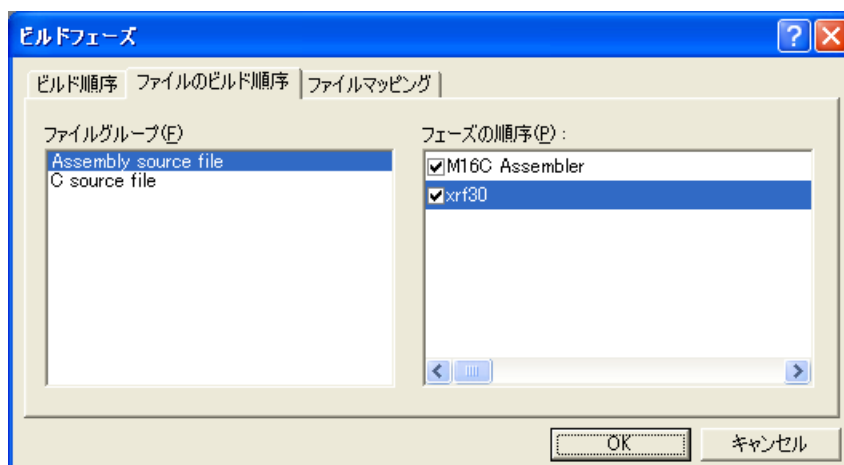 ビルドフェーズ
ビルド順序 ファイルのビルド順序 ファイルマッピング
ファイルグループ(F)
Assembly source file
C source file
フェーズの順序(P):
M16C Assembler
xrf30
OK キャンセル